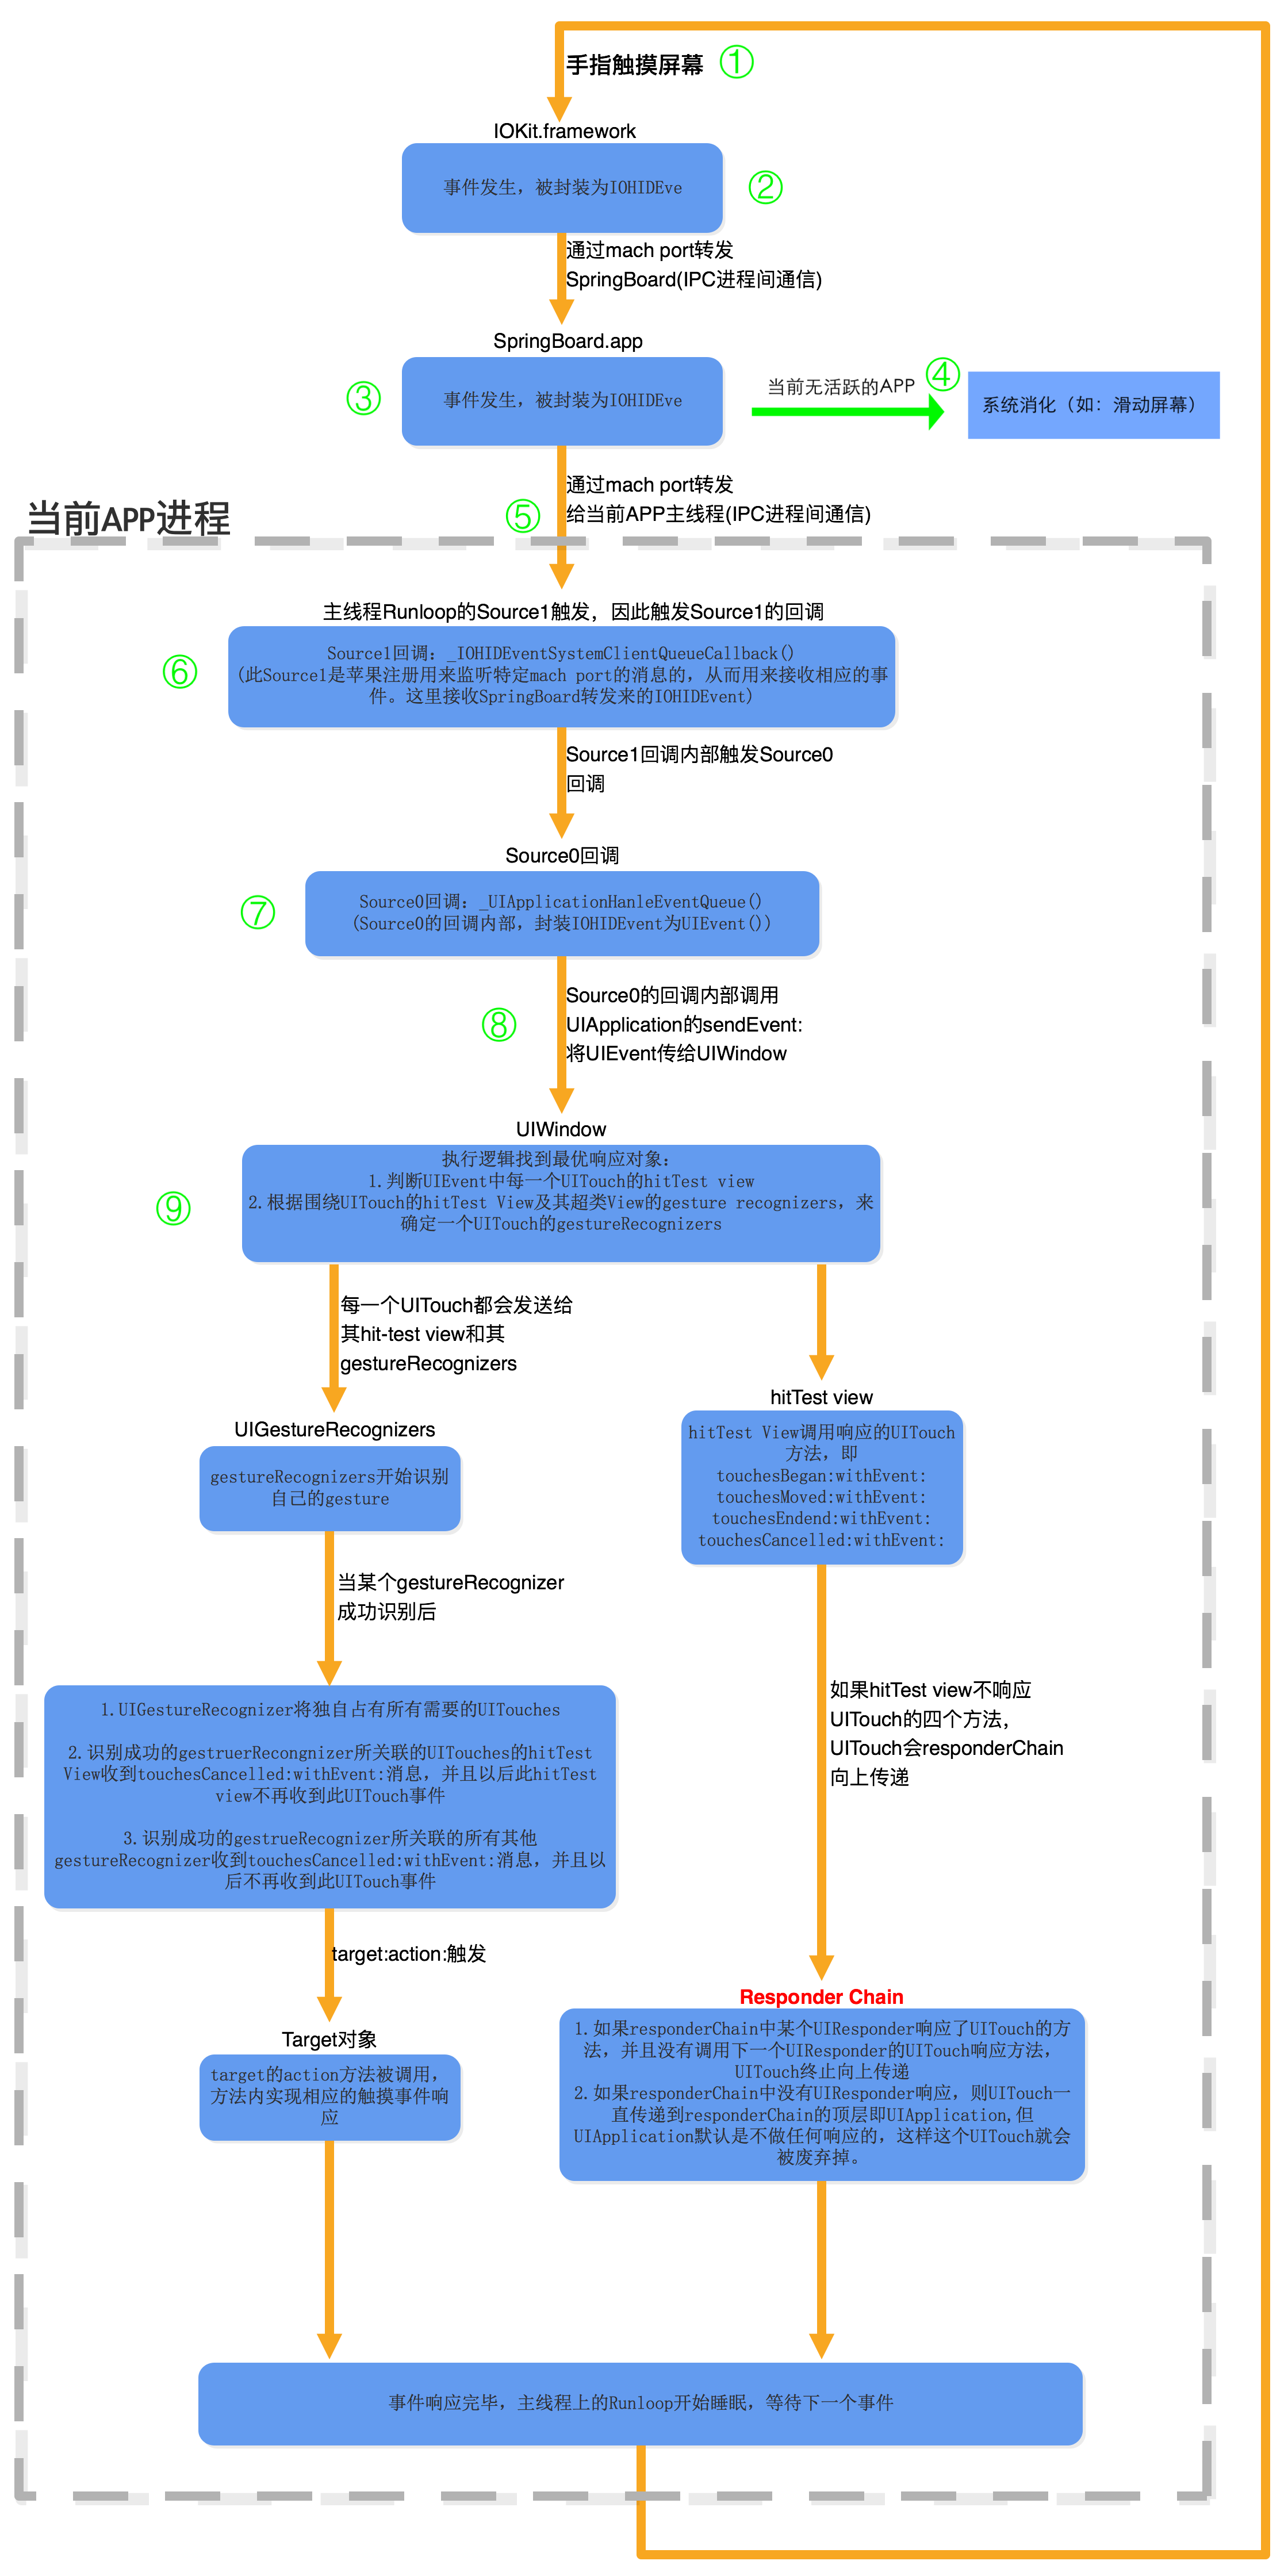 手指触摸屏幕 ①
IOKit.framework
事件发生，被封装为IOHIDEve
②
通过mach port转发
SpringBoard(IPC进程间通信)
SpringBoard.app
③
事件发生，被封装为IOHIDEve
当前无活跃的APP
④
系统消化（如：滑动屏幕）
通过mach port转发
给当前APP主线程(IPC进程间通信)
⑤
当前APP进程
主线程Runloop的Source1触发，因此触发Source1的回调
⑥
Source1回调：_IOHIDEventSystemClientQueueCallback()
(此Source1是苹果注册用来监听特定mach port的消息的，从而用来接收相应的事
件。这里接收SpringBoard转发来的IOHIDEvent)
Source1回调内部触发Source0
回调
Source0回调
⑦
Source0回调：_UIApplicationHanleEventQueue()
(Source0的回调内部，封装IOHIDEvent为UIEvent())
⑧
Source0的回调内部调用
UIApplication的sendEvent:
将UIEvent传给UIWindow
UIWindow
⑨
执行逻辑找到最优响应对象：
1.判断UIEvent中每一个UITouch的hitTest view
2.根据围绕UITouch的hitTest View及其超类View的gesture recognizers，来
确定一个UITouch的gestureRecognizers
每一个UITouch都会发送给
其hit-test view和其
gestureRecognizers
UIGestureRecognizers
gestureRecognizers开始识别
自己的gesture
hitTest view
hitTest View调用响应的UITouch
方法，即
touchesBegan:withEvent:
touchesMoved:withEvent:
touchesEndend:withEvent:
touchesCancelled:withEvent:
当某个gestureRecognizer
成功识别后
1.UIGestureRecognizer将独自占有所有需要的UITouches
2.识别成功的gestruerRecongnizer所关联的UITouches的hitTest
View收到touchesCancelled:withEvent:消息，并且以后此hitTest
view不再收到此UITouch事件
3.识别成功的gestrueRecognizer所关联的所有其他
gestureRecognizer收到touchesCancelled:withEvent:消息，并且以
后不再收到此UITouch事件
如果hitTest view不响应
UITouch的四个方法，
UITouch会responderChain
向上传递
target:action:触发
Target对象
target的action方法被调用，
方法内实现相应的触摸事件响
应
Responder Chain
1.如果responderChain中某个UIResponder响应了UITouch的方
法，并且没有调用下一个UIResponder的UITouch响应方法，
UITouch终止向上传递
2.如果responderChain中没有UIResponder响应，则UITouch一
直传递到responderChain的顶层即UIApplication,但
UIApplication默认是不做任何响应的，这样这个UITouch就会
被废弃掉。
事件响应完毕，主线程上的Runloop开始睡眠，等待下一个事件